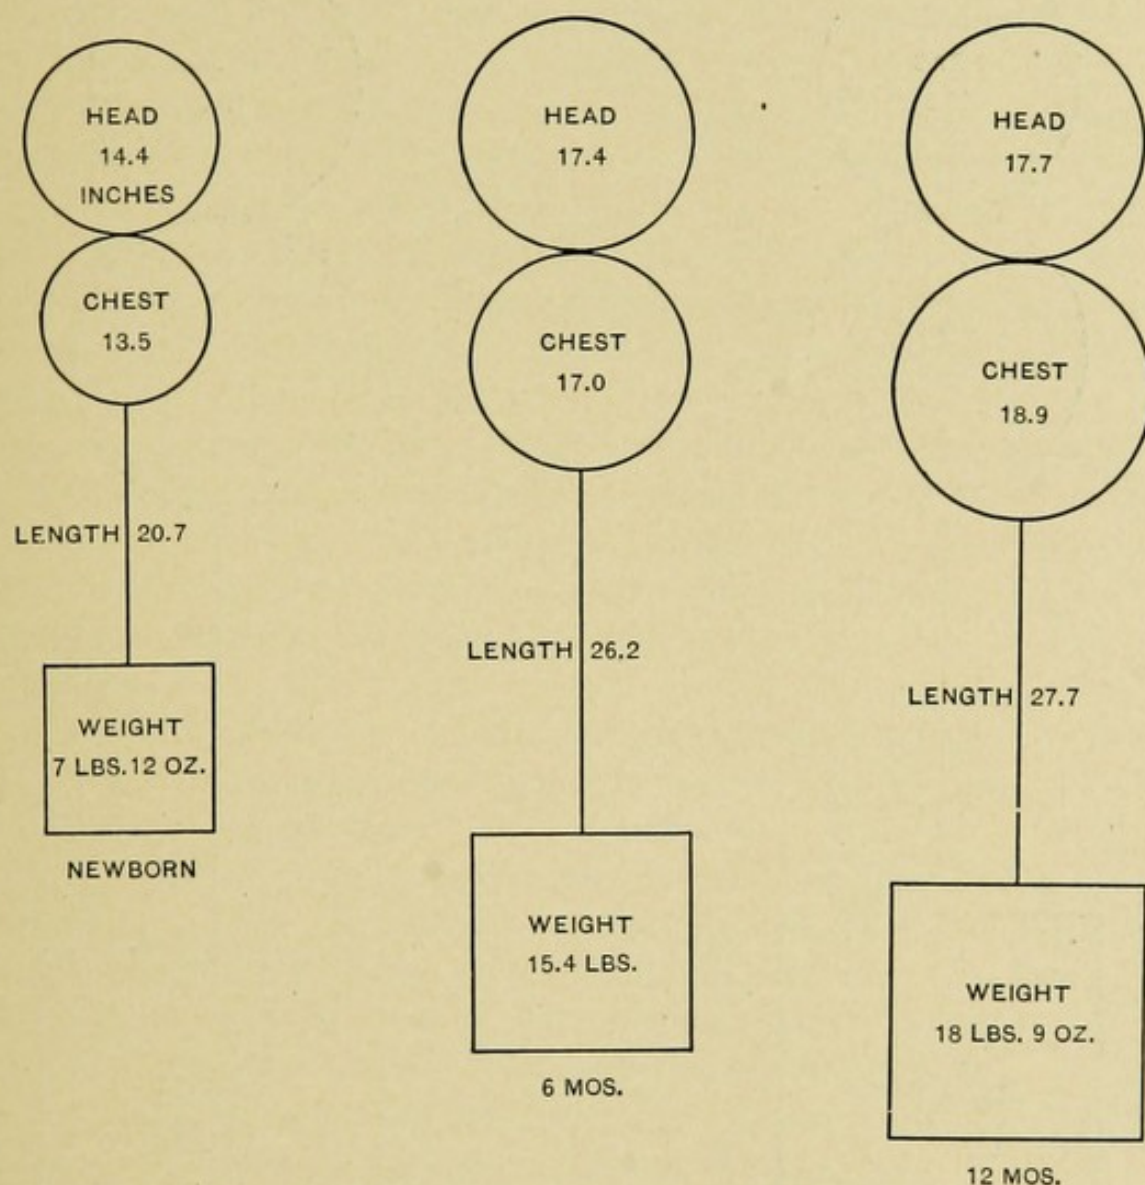 HEAD
14.4
INCHES
CHEST
13.5
LENGTH 20.7
WEIGHT
7 LBS. 12 OZ.
NEWBORN
HEAD
17.4
CHEST
17.0
LENGTH 26.2
WEIGHT
15.4 LBS.
6 MOS.
HEAD
17.7
CHEST
18.9
LENGTH 27.7
WEIGHT
18 LBS. 9 OZ.
12 MOS.